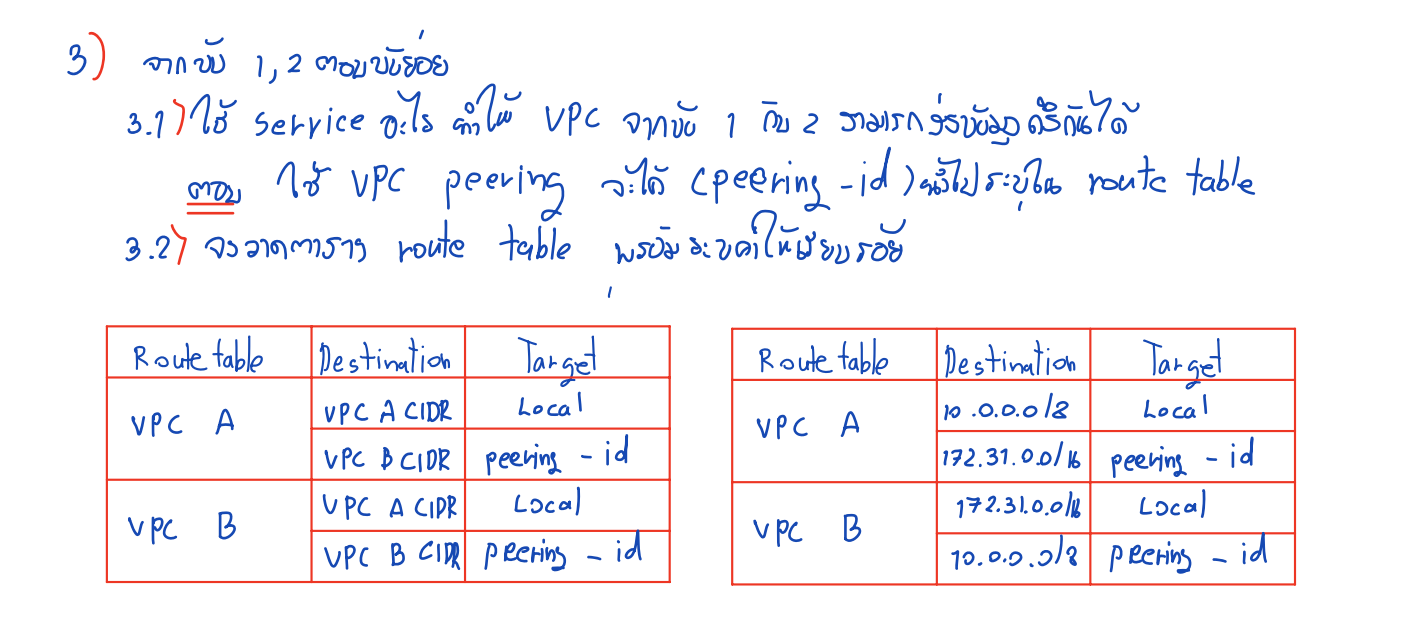 3) จากข้อ 1,2 ตอบข้อย่อย
3.1) ใช้ service อะไร ทำให้ VPC จากข้อ 1 กับ 2 สามารถส่งข้อมูลถึงกันได้
ตอบ ใช้ VPC peering จะได้ (peering - id) นำไประบุใน route table
3.2) จงวาดตาราง route table พร้อมระบุค่าให้เรียบร้อย
Route table Destination Target
VPC A VPC A CIDR Local
VPC B CIDR peering - id
VPC B VPC A CIDR Local
VPC B CIDR peering - id
Route table Destination Target
VPC A 10.0.0.0/8 Local
172.31.0.0/16 peering - id
VPC B 172.31.0.0/16 Local
10.0.0.0/8 peering - id